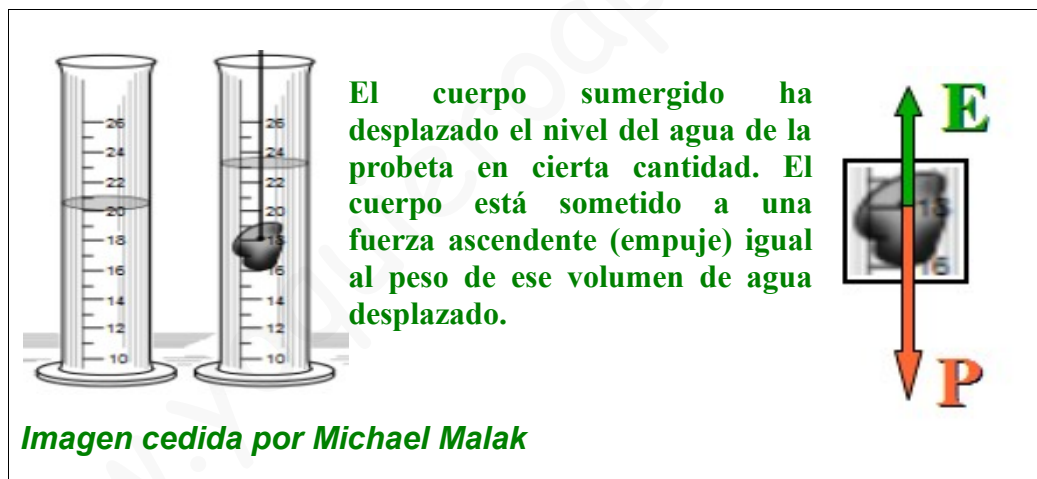 26
24
22
20
18
16
14
12
10
26
24
22
20
18
16
14
12
10
El cuerpo sumergido ha
desplazado el nivel del agua de la
probeta en cierta cantidad. El
cuerpo está sometido a una
fuerza ascendente (empuje) igual
al peso de ese volumen de agua
desplazado.
E
18
16
P
Imagen cedida por Michael Malak